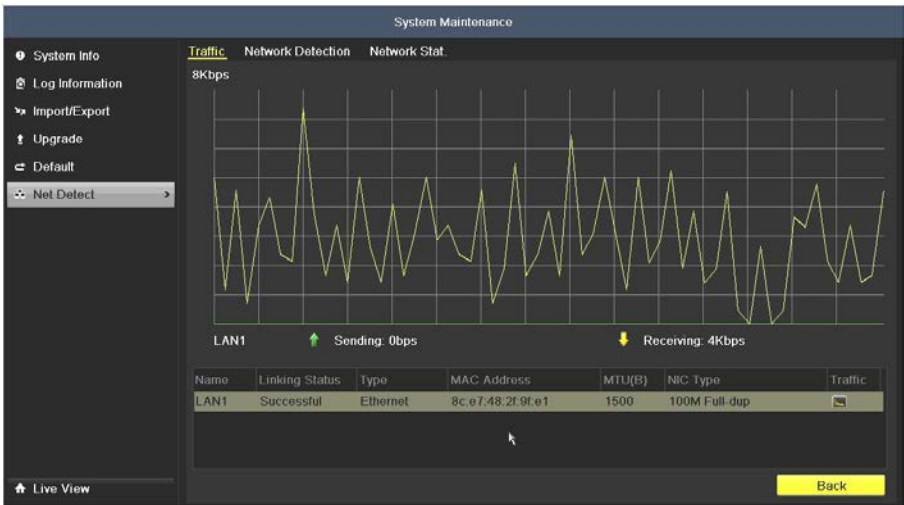 System Maintenance
System Info
Log Information
Import/Export
Upgrade
Default
Net Detect
Live View
Traffic Network Detection Network Stat.
8Kbps
LAN1 Sending: 0bps Receiving: 4Kbps
Name Linking Status Type MAC Address MTU(B) NIC Type Traffic
LAN1 Successful Ethernet 8c:e7:48:2f:9f:e1 1500 100M Full-dup
Back